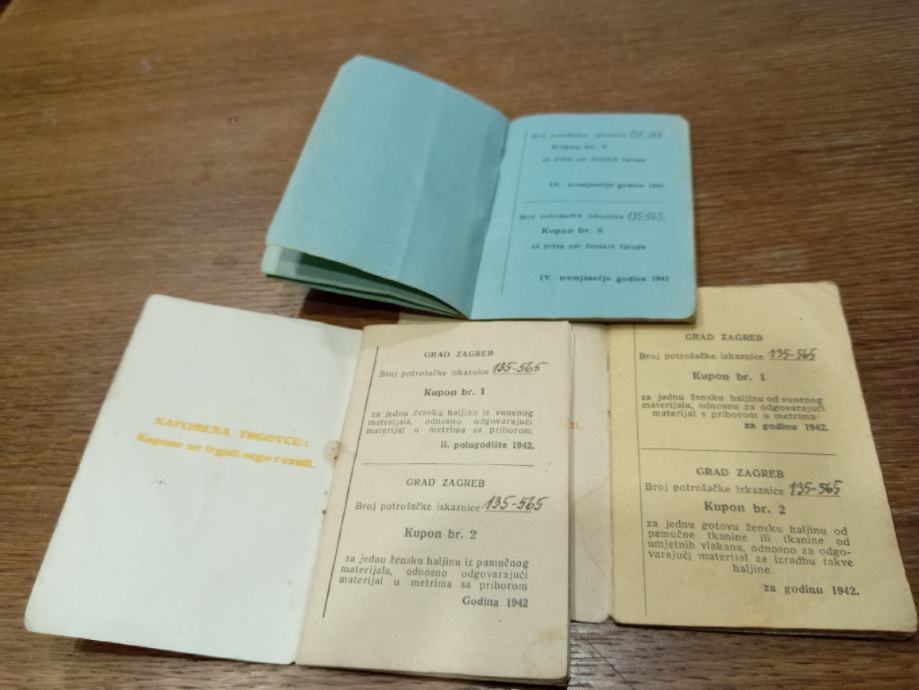 Broj potrošačke iskaznice 135-565
Kupon br. 4
za jedan par ženskih čarapa
IV. tromjesečje godine 1941
Broj potrošačke iskaznice 135-565
Kupon br. 5
za jedan par ženskih čarapa
IV. tromjesečje godine 1941
NAPOMENA TRGOVCU:
Kupone ne trgati nego rezati.
GRAD ZAGREB
Broj potrošačke iskaznice 135-565
Kupon br. 1
za jednu žensku haljinu iz vunenog
materijala, odnosno odgovarajući
materijal u metrima sa priborom
II. polugodište 1942.
GRAD ZAGREB
Broj potrošačke iskaznice 135-565
Kupon br. 2
za jednu žensku haljinu iz pamučnog
materijala, odnosno odgovarajući
materijal u metrima sa priborom
Godina 1942
GRAD ZAGREB
Broj potrošačke iskaznice 135-565
Kupon br. 1
za jednu žensku haljinu od vunenog
materijala, odnosno za odgovarajući
materijal s priborom u metrima
za godinu 1942.
GRAD ZAGREB
Broj potrošačke iskaznice 135-565
Kupon br. 2
za jednu gotovu žensku haljinu od
pamučne tkanine ili tkanine od
umjetnih vlakana, odnosno za odgo-
varajući materijal za izradbu takve
haljine
za godinu 1942.